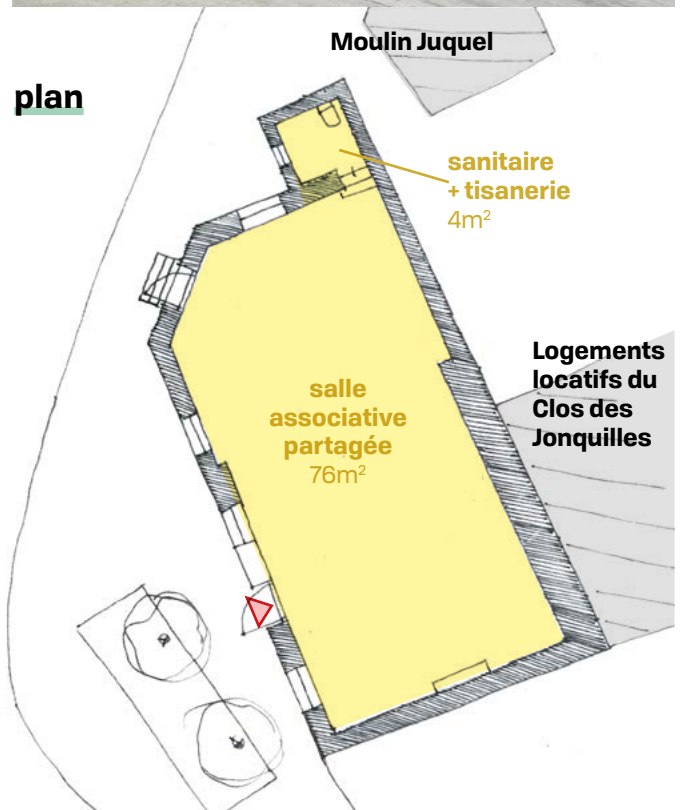 Moulin Juquel
plan
sanitaire
+ tisanerie
4m²
Logements
locatifs du
Clos des
Jonquilles
salle
associative
partagée
76m²